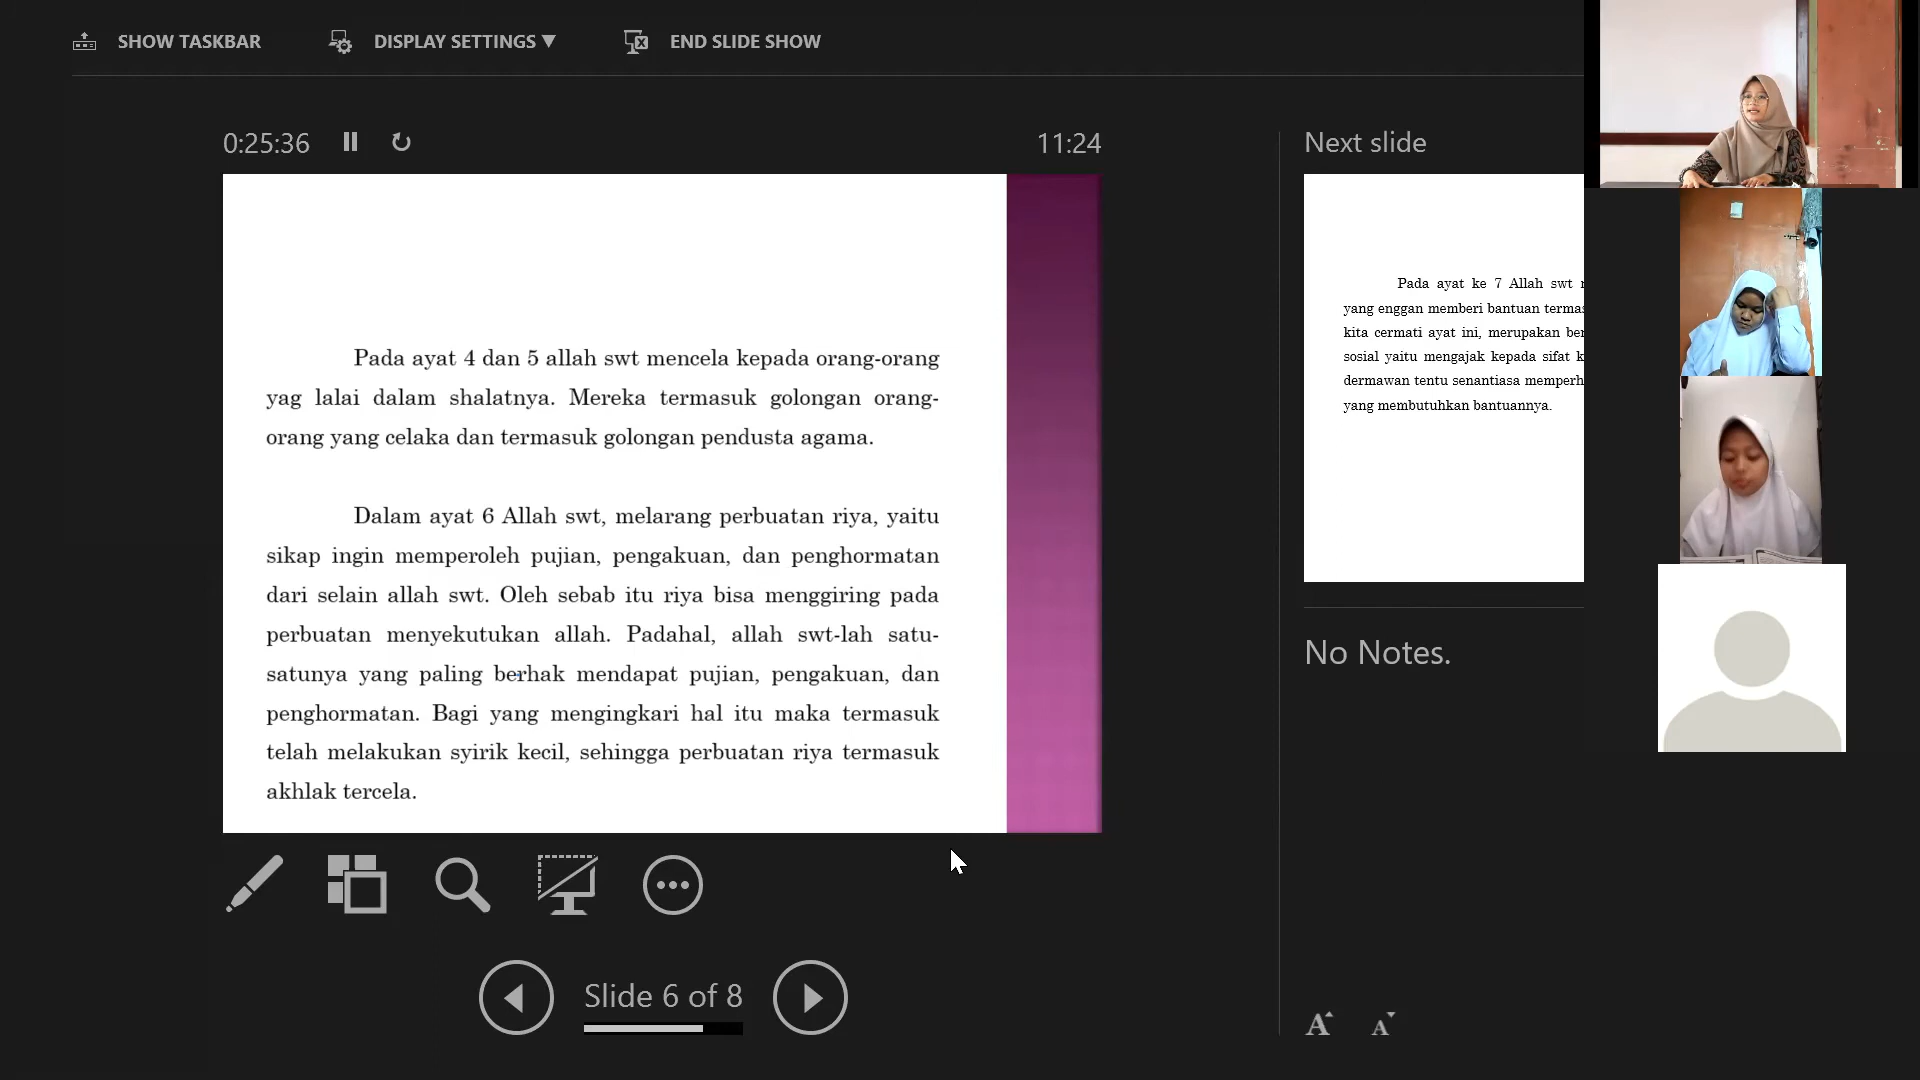 SHOW TASKBAR
DISPLAY SETTINGS ▼
END SLIDE SHOW
0:25:36
11:24
Pada ayat 4 dan 5 allah swt mencela kepada orang-orang
yag lalai dalam shalatnya. Mereka termasuk golongan orang-
orang yang celaka dan termasuk golongan pendusta agama.
Dalam ayat 6 Allah swt, melarang perbuatan riya, yaitu
sikap ingin memperoleh pujian, pengakuan, dan penghormatan
dari selain allah swt. Oleh sebab itu riya bisa menggiring pada
perbuatan menyekutukan allah. Padahal, allah swt-lah satu-
satunya yang paling berhak mendapat pujian, pengakuan, dan
penghormatan. Bagi yang mengingkari hal itu maka termasuk
telah melakukan syirik kecil, sehingga perbuatan riya termasuk
akhlak tercela.
Slide 6 of 8
Next slide
Pada ayat ke 7 Allah swt
yang enggan memberi bantuan
kita cermati ayat ini, merupakan
sosial yaitu mengajak kepada sifat
dermawan tentu senantiasa
yang membutuhkan bantuannya.
No Notes.
A A